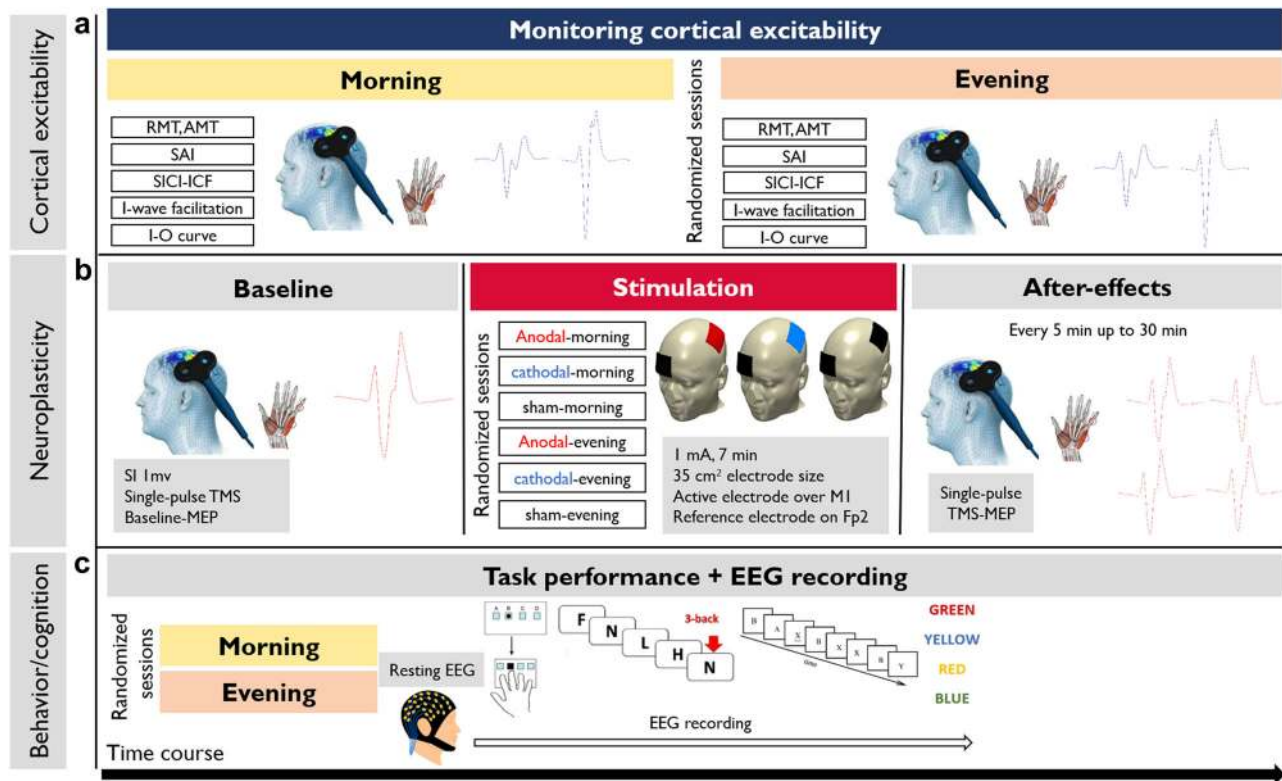 Cortical excitability
a
Monitoring cortical excitability
Morning
RMT,AMT
SAI
SICI-ICF
I-wave facilitation
I-O curve
Randomized sessions
Evening
RMT,AMT
SAI
SICI-ICF
I-wave facilitation
I-O curve
Neuroplasticity
b
Baseline
SI 1mv
Single-pulse TMS
Baseline-MEP
Stimulation
Randomized sessions
Anodal-morning
cathodal-morning
sham-morning
Anodal-evening
cathodal-evening
sham-evening
1 mA, 7 min
35 cm² electrode size
Active electrode over M1
Reference electrode on Fp2
After-effects
Every 5 min up to 30 min
Single-pulse
TMS-MEP
Behavior/cognition
c
Task performance + EEG recording
Randomized
sessions
Morning
Evening
Resting EEG
A B C D
F
N
L
H
N
3-back
B
A
X
B
X
X
B
Y
time
GREEN
YELLOW
RED
BLUE
EEG recording
Time course